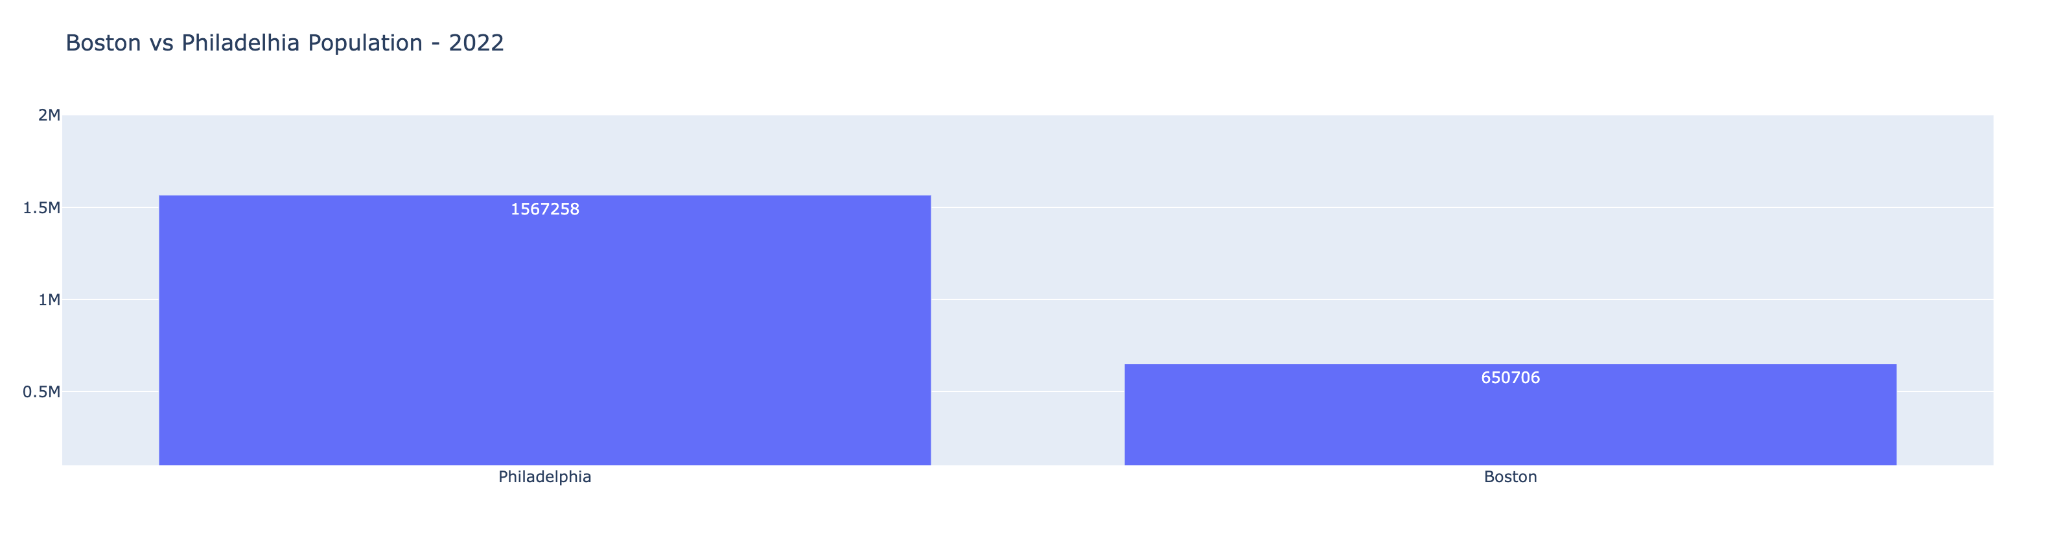 Boston vs Philadelhia Population - 2022
2M
1.5M
1M
0.5M
1567258
650706
Philadelphia
Boston